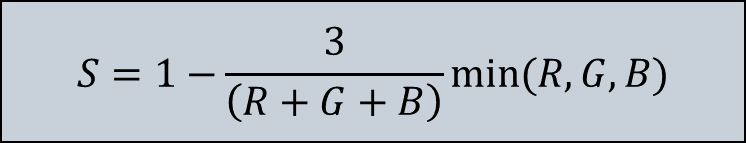 S = 1 − 3/(R + G + B) min(R, G, B)